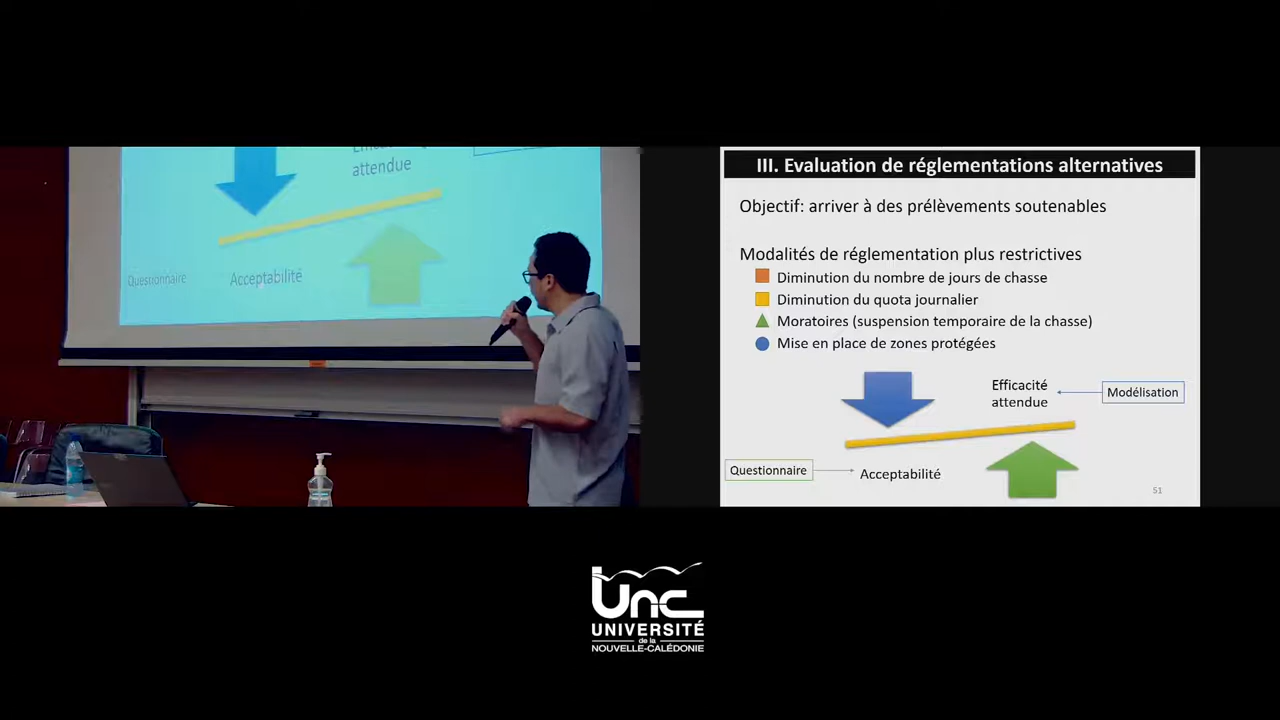 attendue
Questionnaire
Acceptabilité
III. Evaluation de réglementations alternatives
Objectif: arriver à des prélèvements soutenables
Modalités de réglementation plus restrictives
Diminution du nombre de jours de chasse
Diminution du quota journalier
Moratoires (suspension temporaire de la chasse)
Mise en place de zones protégées
Efficacité
attendue
Modélisation
Questionnaire
Acceptabilité
51
Unc
UNIVERSITÉ
de la
NOUVELLE-CALÉDONIE